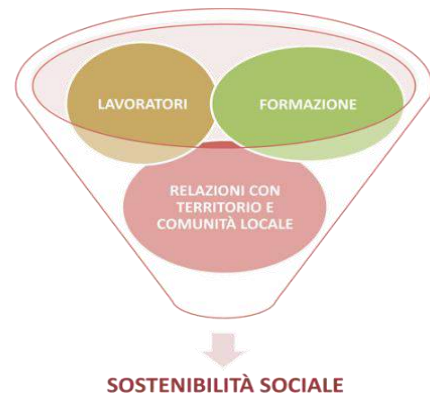 LAVORATORI
FORMAZIONE
RELAZIONI CON
TERRITORIO E
COMUNITÀ LOCALE
SOSTENIBILITÀ SOCIALE